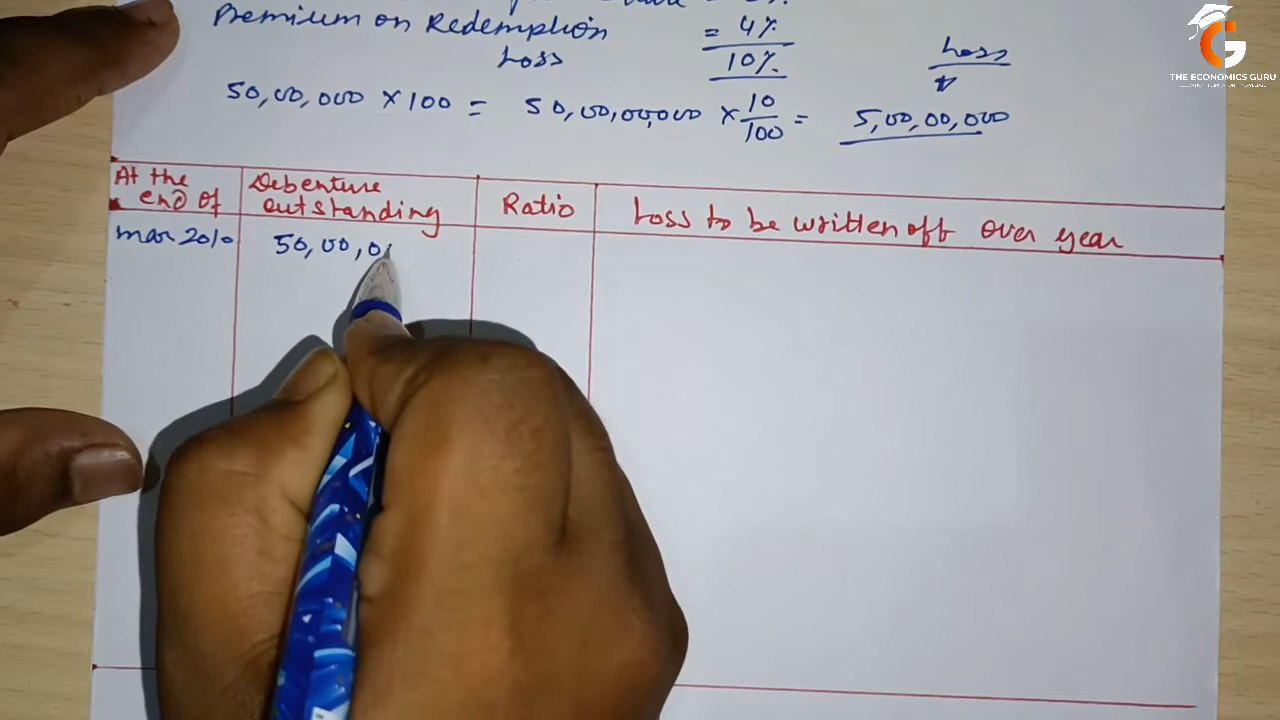 Premium on Redemption = 4%
Loss 10%
Loss
50,00,000 × 100 = 50,00,00,000 × 10/100 = 5,00,00,000
At the end of
Debenture outstanding
Ratio
Loss to be written off over year
mar 2010 50,00,0
G
THE ECONOMICS GURU